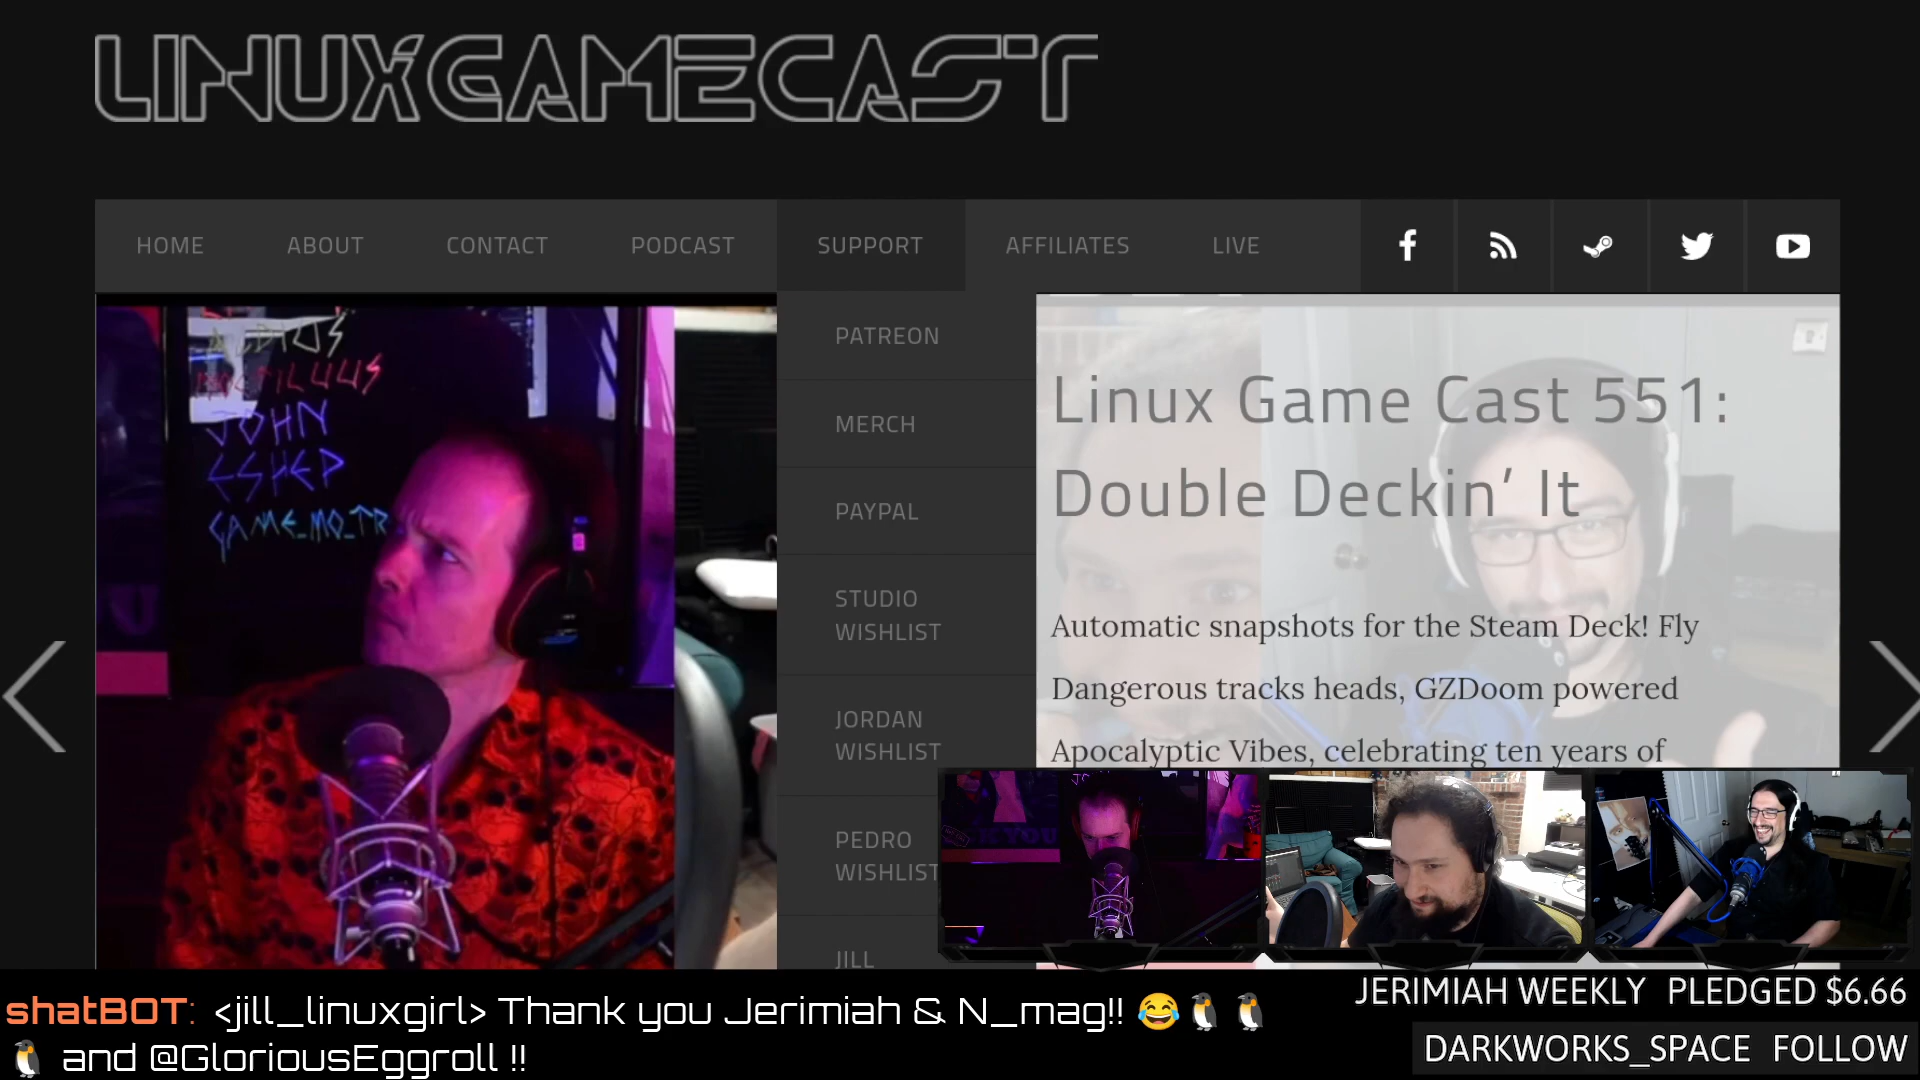 LINUXGAMECAST
HOME ABOUT CONTACT PODCAST SUPPORT AFFILIATES LIVE
PATREON
MERCH
PAYPAL
STUDIO
WISHLIST
JORDAN
WISHLIST
PEDRO
WISHLIST
JILL
JOHN
GAME_MO_TR
Linux Game Cast 551:
Double Deckin’ It
Automatic snapshots for the Steam Deck! Fly
Dangerous tracks heads, GZDoom powered
Apocalyptic Vibes, celebrating ten years of
shatBOT: <jill_linuxgirl> Thank you Jerimiah & N_mag!! 😂🐧🐧
🐧 and @GloriousEggroll !!
JERIMIAH WEEKLY PLEDGED $6.66
DARKWORKS_SPACE FOLLOW